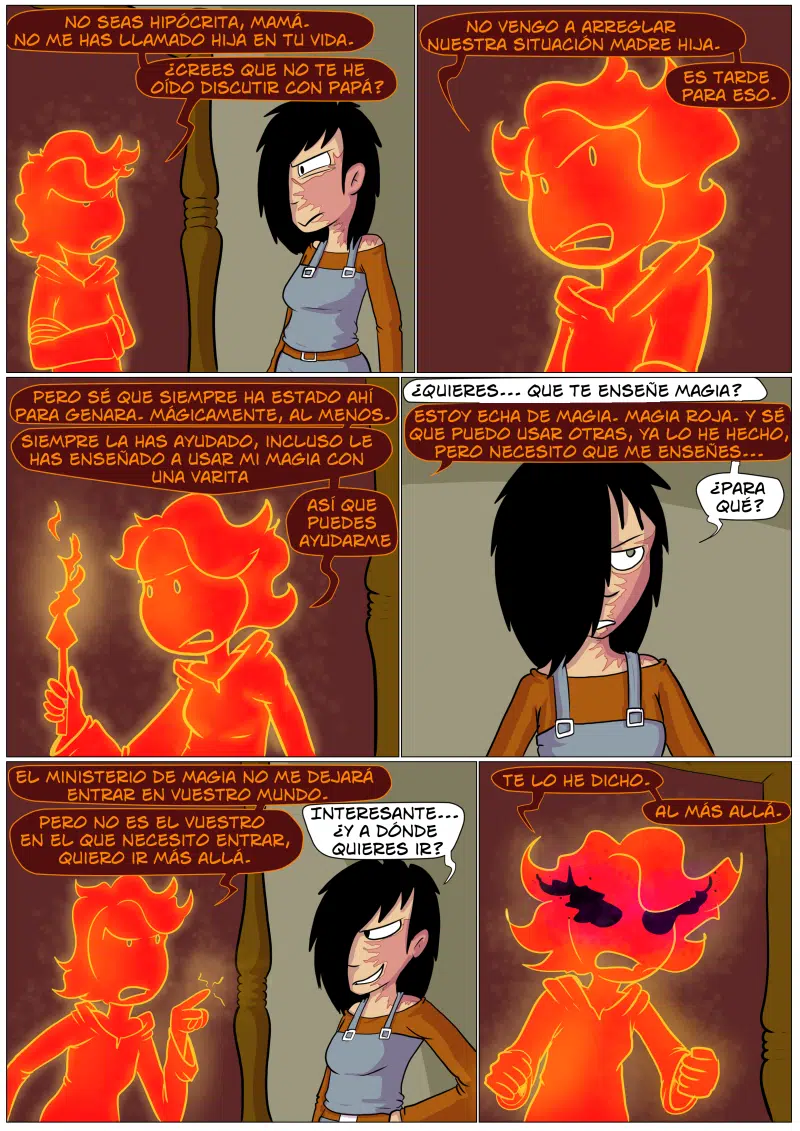 NO SEAS HIPÓCRITA, MAMÁ.
NO ME HAS LLAMADO HIJA EN TU VIDA.
¿CREES QUE NO TE HE
OÍDO DISCUTIR CON PAPÁ?
NO VENGO A ARREGLAR
NUESTRA SITUACIÓN MADRE HIJA.
ES TARDE
PARA ESO.
PERO SÉ QUE SIEMPRE HA ESTADO AHÍ
PARA GENARA. MÁGICAMENTE, AL MENOS.
SIEMPRE LA HAS AYUDADO, INCLUSO LE
HAS ENSEÑADO A USAR MI MAGIA CON
UNA VARITA
ASÍ QUE
PUEDES
AYUDARME
¿QUIERES... QUE TE ENSEÑE MAGIA?
ESTOY ECHA DE MAGIA. MAGIA ROJA. Y SÉ
QUE PUEDO USAR OTRAS, YA LO HE HECHO,
PERO NECESITO QUE ME ENSEÑES...
¿PARA
QUÉ?
EL MINISTERIO DE MAGIA NO ME DEJARÁ
ENTRAR EN VUESTRO MUNDO.
PERO NO ES EL VUESTRO
EN EL QUE NECESITO ENTRAR,
QUIERO IR MÁS ALLÁ.
INTERESANTE...
¿Y A DÓNDE
QUIERES IR?
TE LO HE DICHO.
AL MÁS ALLÁ.